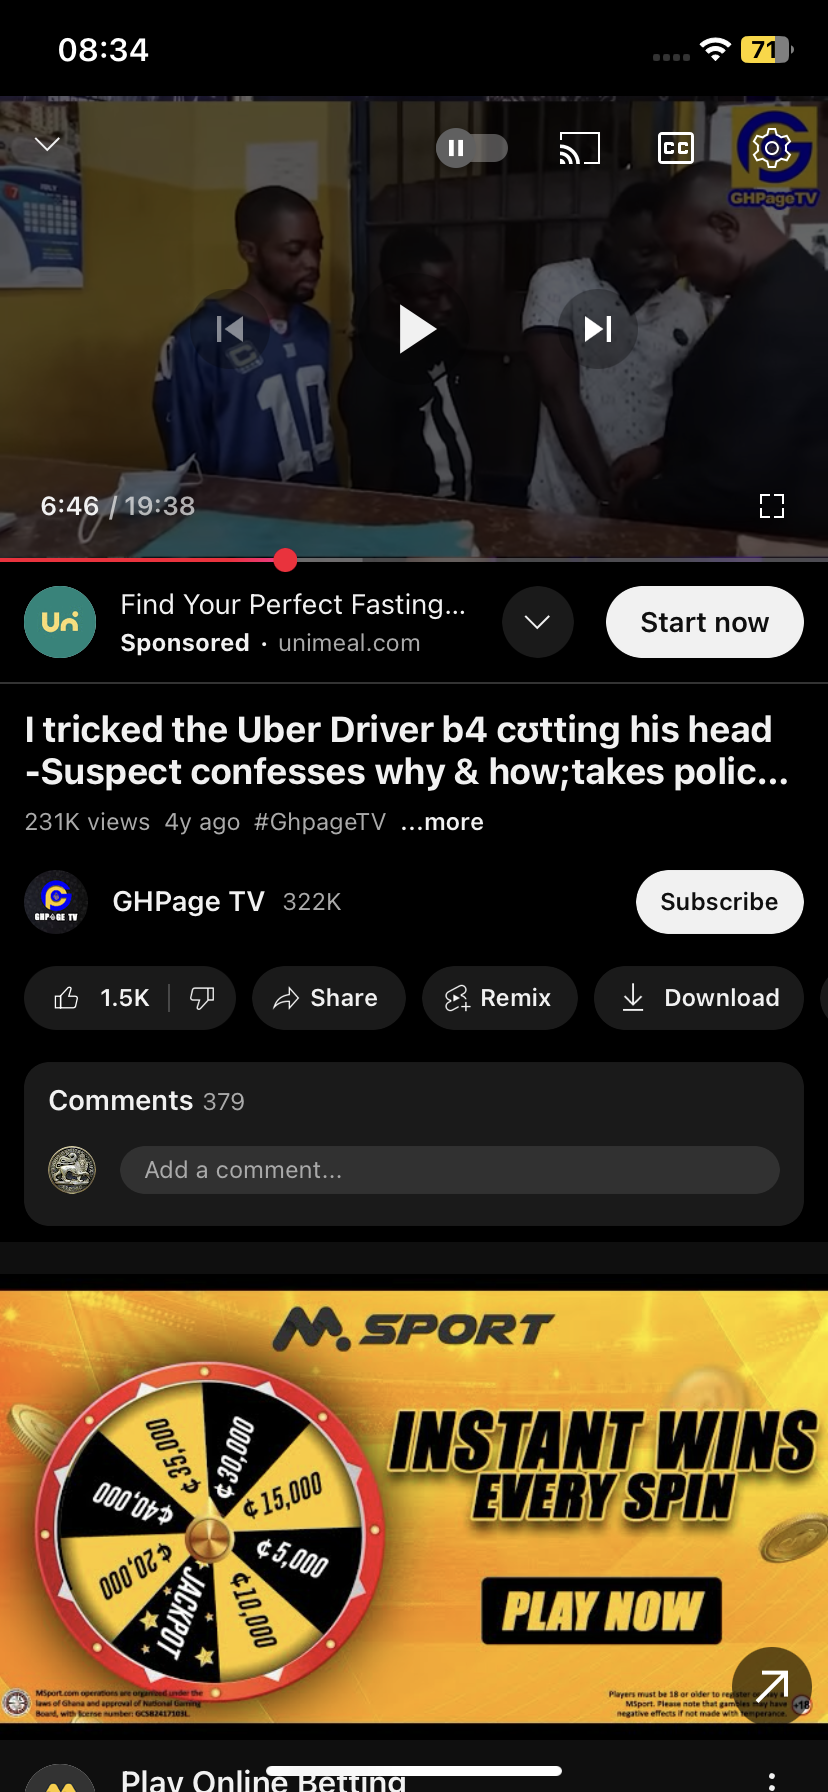 08:34
71
CC
GHPageTV
10
6:46 / 19:38
Un
Find Your Perfect Fasting...
Sponsored · unimeal.com
Start now
I tricked the Uber Driver b4 cʊtting his head
-Suspect confesses why & how;takes polic...
231K views 4y ago #GhpageTV ...more
GHPAGE TV
GHPage TV 322K
Subscribe
1.5K
Share
Remix
Download
Comments 379
Add a comment...
M.SPORT
₵35,000
₵30,000
₵15,000
₵5,000
₵10,000
JACKPOT
₵20,000
₵40,000
INSTANT WINS
EVERY SPIN
PLAY NOW
MSport.com operations are organized under the
laws of Ghana and approval of National Gaming
Board, with license number: GCSB2417103L.
Players must be 18 or older to register
MSport. Please note that gambles may have
negative effects if not made with temperance.
+18
Play Online Betting